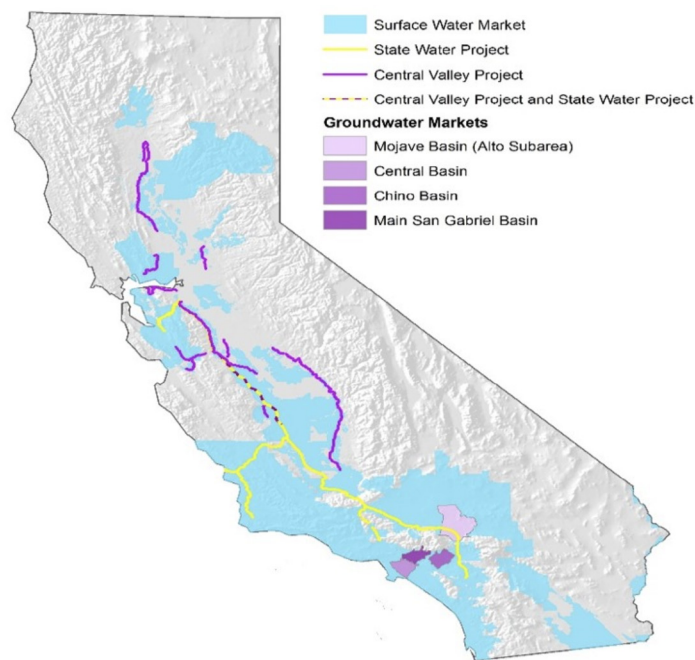 Surface Water Market
State Water Project
Central Valley Project
Central Valley Project and State Water Project
Groundwater Markets
Mojave Basin (Alto Subarea)
Central Basin
Chino Basin
Main San Gabriel Basin